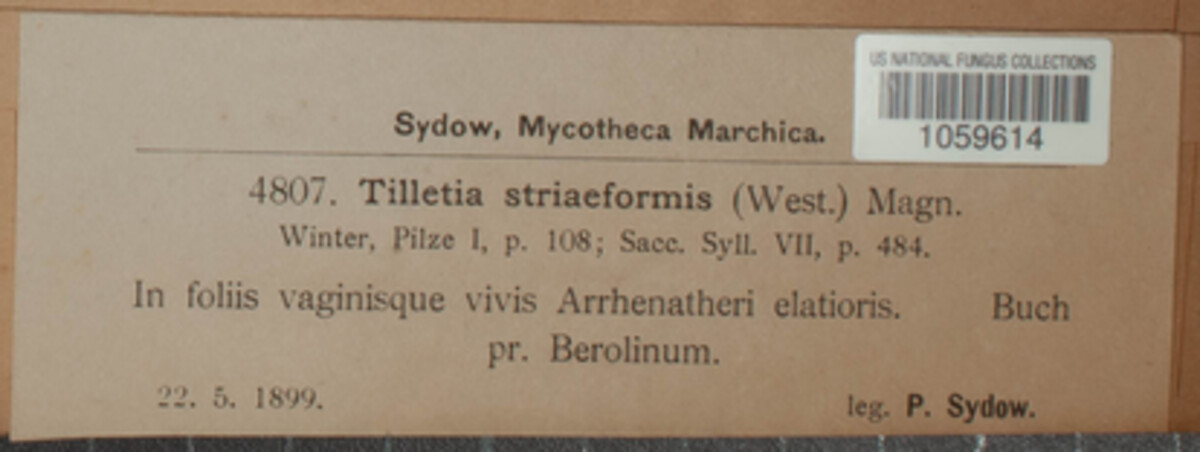 US NATIONAL FUNGUS COLLECTIONS
1059614
Sydow, Mycotheca Marchica.
4807. Tilletia striaeformis (West.) Magn.
Winter, Pilze I, p. 108; Sacc. Syll. VII, p. 484.
In foliis vaginisque vivis Arrhenatheri elatioris. Buch
pr. Berolinum.
22. 5. 1899. leg. P. Sydow.